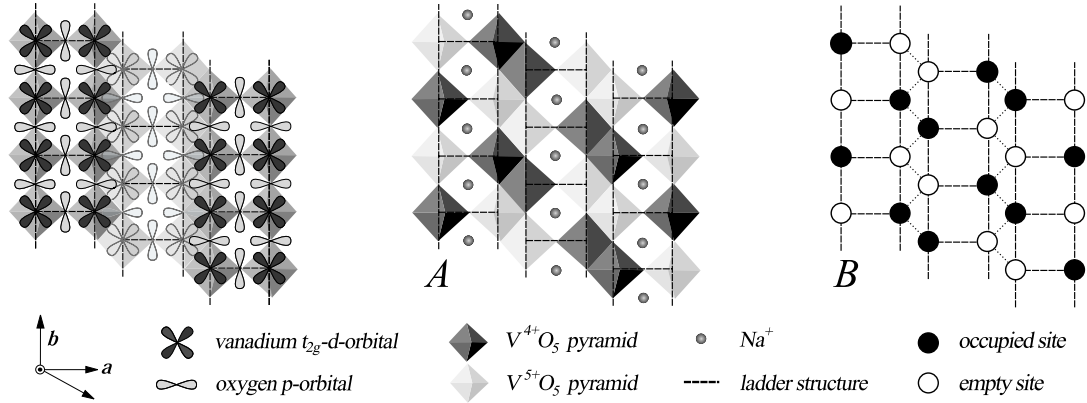 A
B
b
a
vanadium t2g-d-orbital
V4+O5 pyramid
Na+
occupied site
oxygen p-orbital
V5+O5 pyramid
ladder structure
empty site